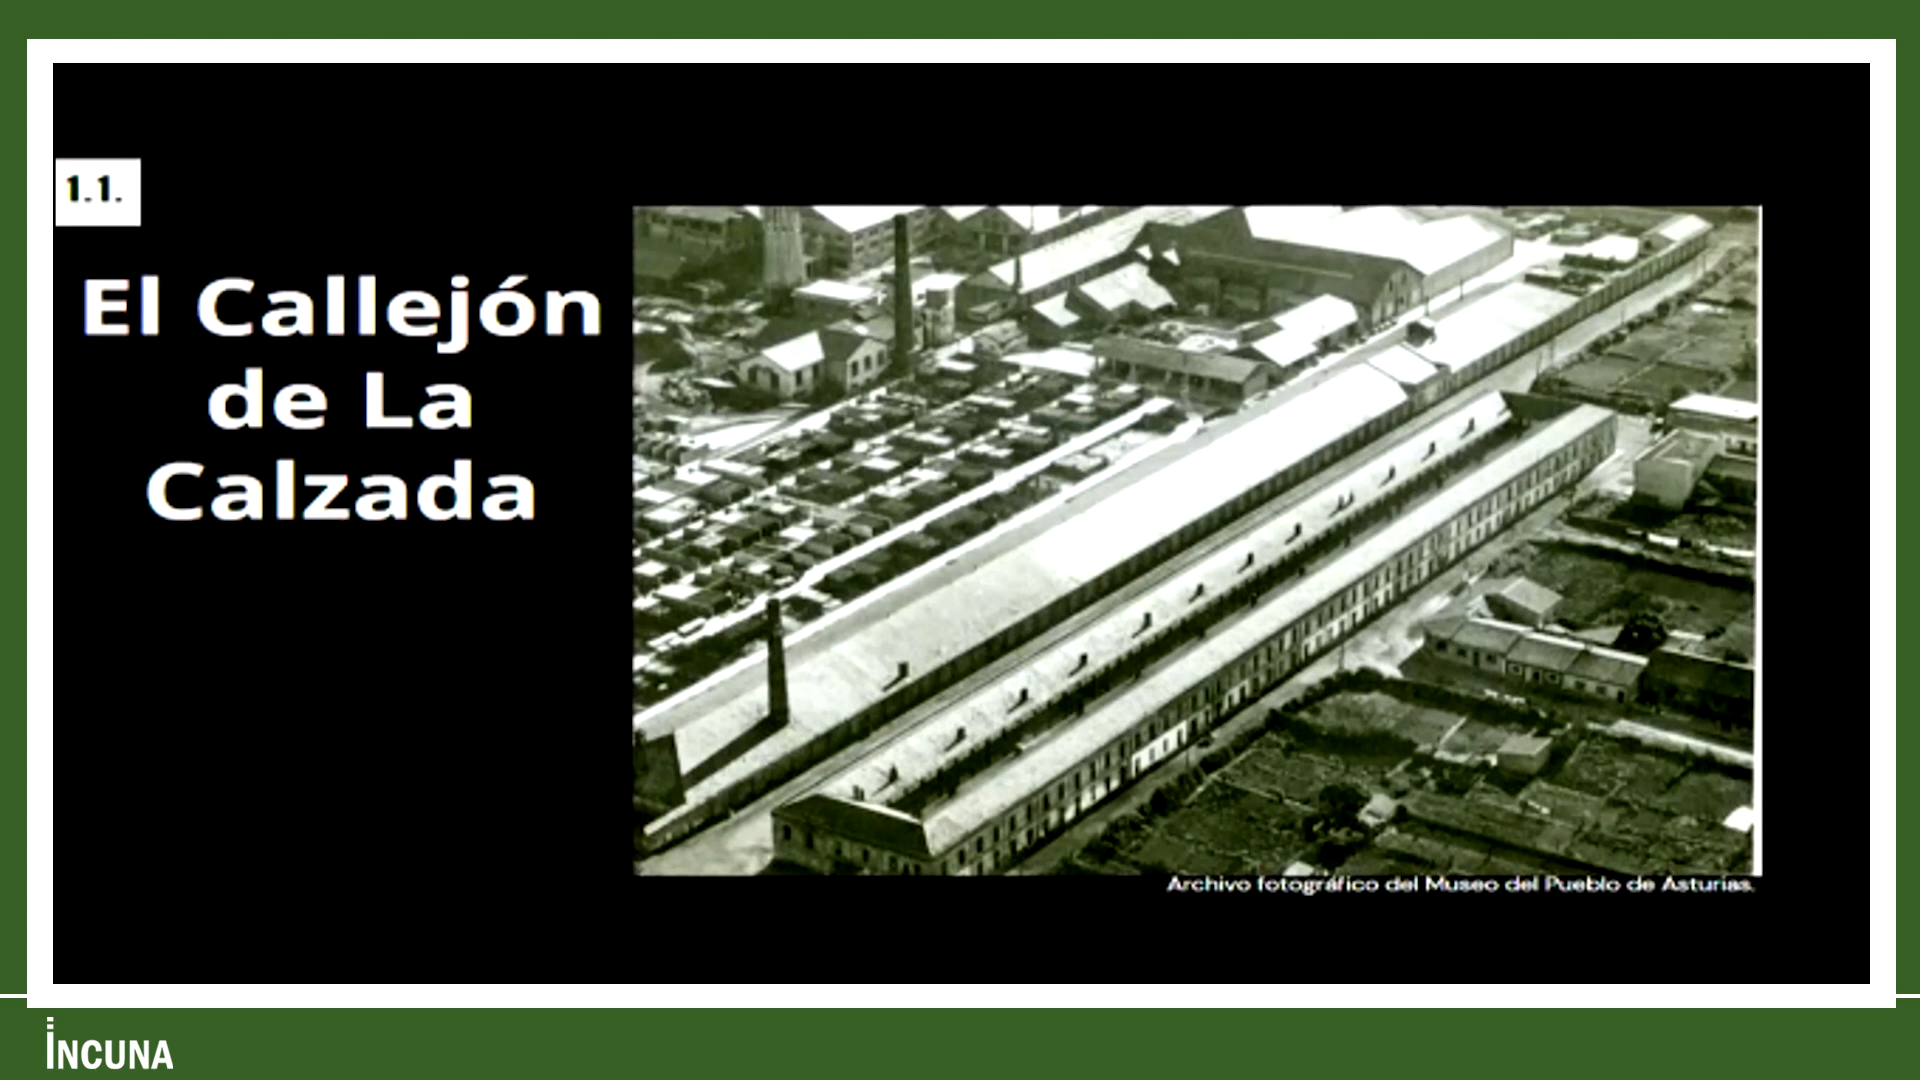 1.1.
El Callejón
de La
Calzada
Archivo fotográfico del Museo del Pueblo de Asturias.
INCUNA